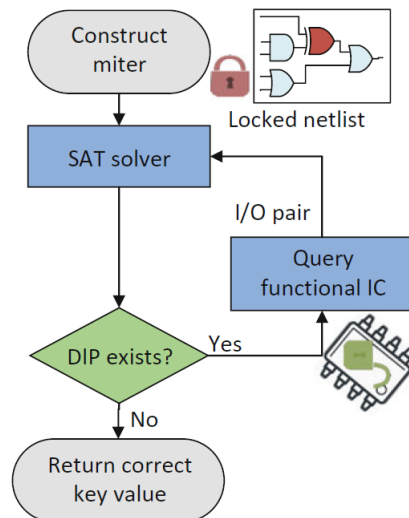 Construct
miter
Locked netlist
SAT solver
I/O pair
Query
functional IC
DIP exists?
Yes
No
Return correct
key value